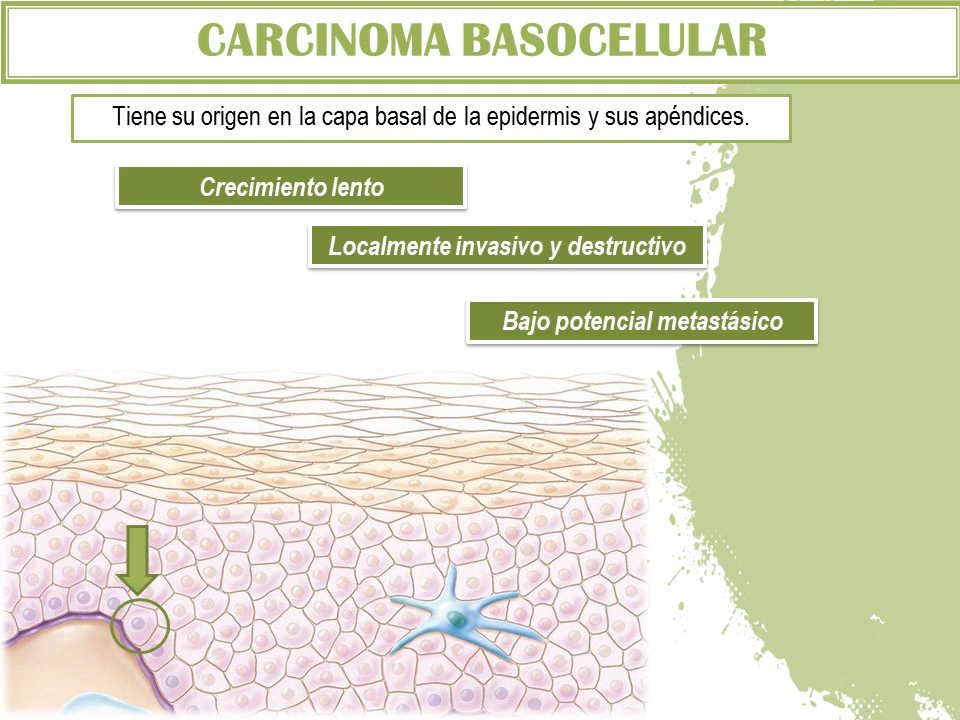 CARCINOMA BASOCELULAR
Tiene su origen en la capa basal de la epidermis y sus apéndices.
Crecimiento lento
Localmente invasivo y destructivo
Bajo potencial metastásico